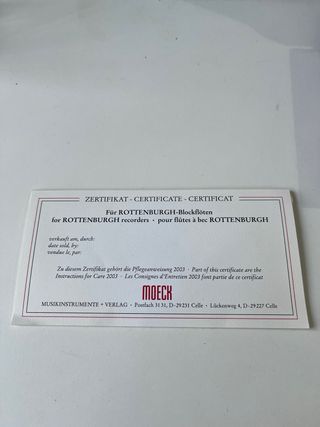 ZERTIFIKAT - CERTIFICATE - CERTIFICAT
Für ROTTENBURGH-Blockflöten
for ROTTENBURGH recorders · pour flûtes à bec ROTTENBURGH
verkauft am, durch:
date sold, by:
vendue le, par:
Zu diesem Zertifikat gehört die Pflegeanweisung 2003 · Part of this certificate are the
Instructions for Care 2003 · Les Consignes d'Entretien 2003 font partie de ce certificat
MOECK
MUSIKINSTRUMENTE + VERLAG · Postfach 31 31, D-29231 Celle · Lückenweg 4, D-29227 Celle